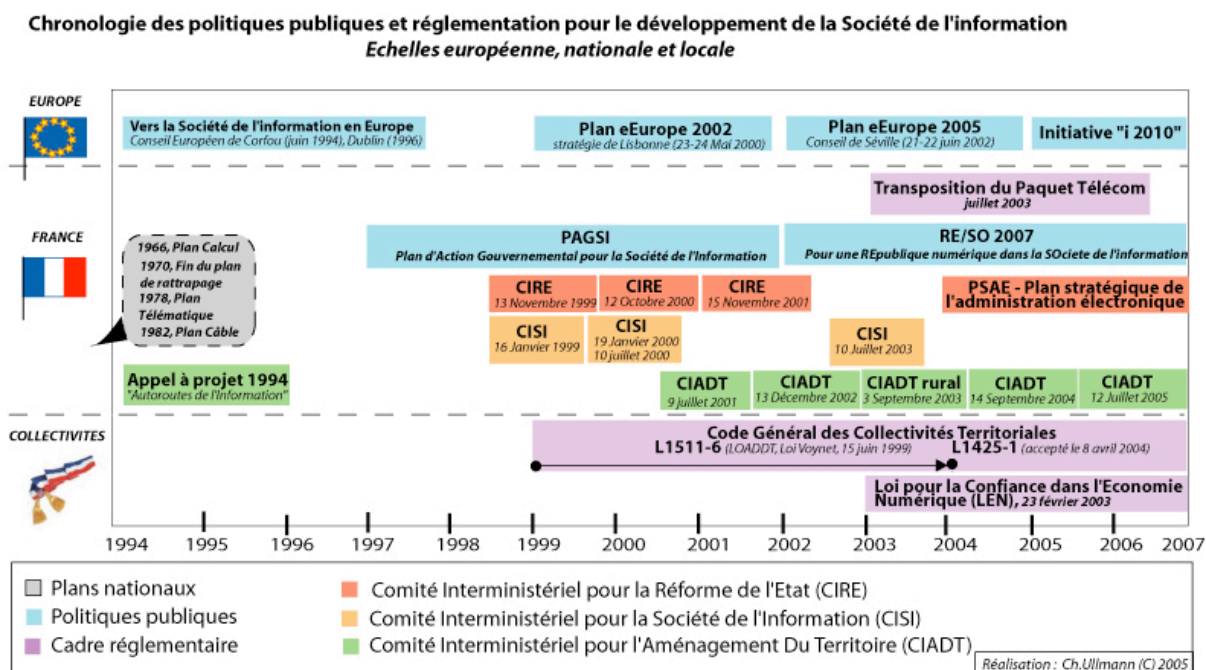 Chronologie des politiques publiques et réglementation pour le développement de la Société de l'information
Echelles européenne, nationale et locale
EUROPE
Vers la Société de l'information en Europe
Conseil Européen de Corfou (juin 1994), Dublin (1996)
Plan eEurope 2002
stratégie de Lisbonne (23-24 Mai 2000)
Plan eEurope 2005
Conseil de Séville (21-22 juin 2002)
Initiative "i 2010"
Transposition du Paquet Télécom
juillet 2003
FRANCE
1966, Plan Calcul
1970, Fin du plan
de rattrapage
1978, Plan
Télématique
1982, Plan Câble
PAGSI
Plan d'Action Gouvernemental pour la Société de l'Information
RE/SO 2007
Pour une REpublique numérique dans la SOciete de l'information
CIRE
13 Novembre 1999
CIRE
12 Octobre 2000
CIRE
15 Novembre 2001
PSAE - Plan stratégique de
l'administration électronique
CISI
16 Janvier 1999
CISI
19 Janvier 2000
10 juillet 2000
CISI
10 Juillet 2003
Appel à projet 1994
"Autoroutes de l'Information"
CIADT
9 juillet 2001
CIADT
13 Décembre 2002
CIADT rural
3 Septembre 2003
CIADT
14 Septembre 2004
CIADT
12 Juillet 2005
COLLECTIVITES
Code Général des Collectivités Territoriales
L1511-6 (LOADDT, Loi Voynet, 15 juin 1999)
L1425-1 (accepté le 8 avril 2004)
Loi pour la Confiance dans l'Economie
Numérique (LEN), 23 février 2003
1994 1995 1996 1997 1998 1999 2000 2001 2002 2003 2004 2005 2006 2007
Plans nationaux
Politiques publiques
Cadre réglementaire
Comité Interministériel pour la Réforme de l'Etat (CIRE)
Comité Interministériel pour la Société de l'Information (CISI)
Comité Interministériel pour l'Aménagement Du Territoire (CIADT)
Réalisation : Ch.Ullmann (C) 2005